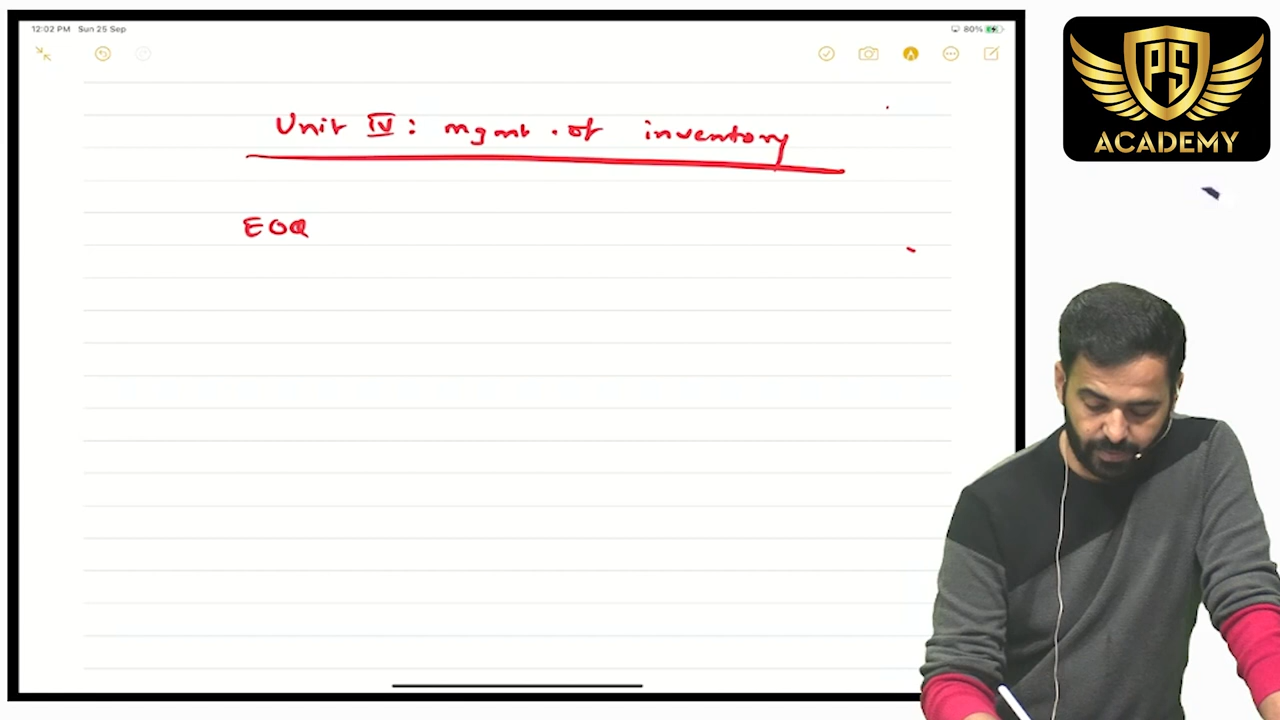 12:02 PM Sun 25 Sep
80%
Unit IV: mgmt. of inventory
EOQ
PS
ACADEMY